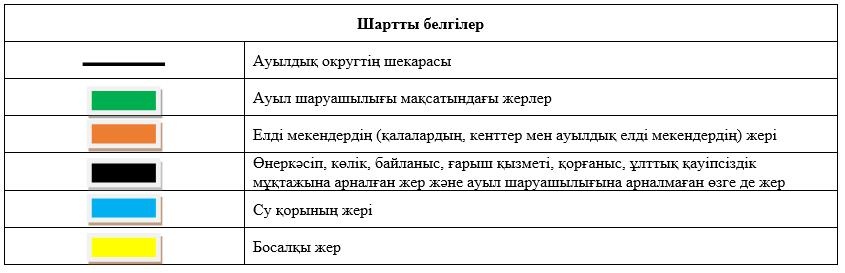 Шартты белгілер
Ауылдық округтің шекарасы
Ауыл шаруашылығы мақсатындағы жерлер
Елді мекендердің (қалалардың, кенттер мен ауылдық елді мекендердің) жері
Өнеркәсіп, көлік, байланыс, ғарыш қызметі, қорғаныс, ұлттық қауіпсіздік
мұқтажына арналған жер және ауыл шаруашылығына арналмаған өзге де жер
Су қорының жері
Босалқы жер